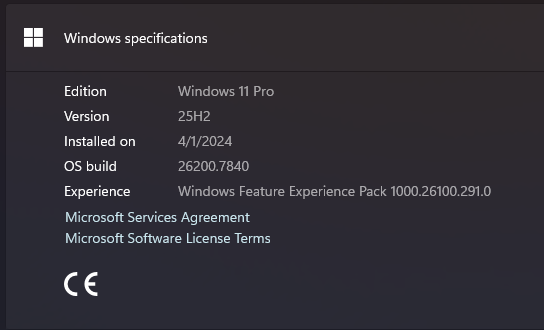 Windows specifications
Edition Windows 11 Pro
Version 25H2
Installed on 4/1/2024
OS build 26200.7840
Experience Windows Feature Experience Pack 1000.26100.291.0
Microsoft Services Agreement
Microsoft Software License Terms
CE